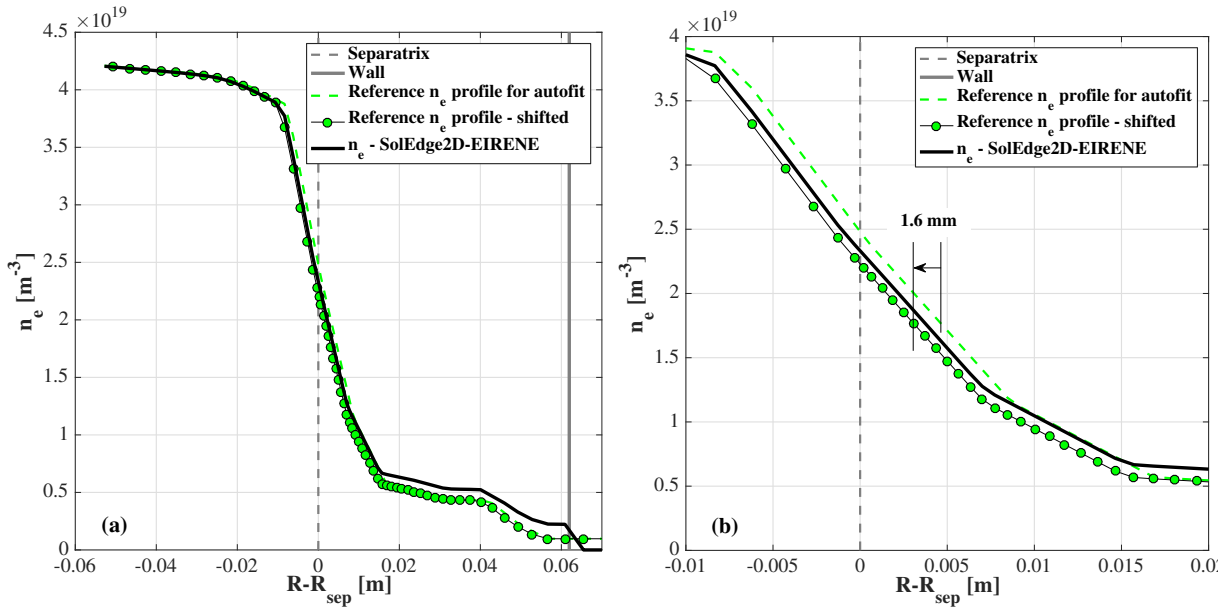 ×10^19
4.5
4
3.5
3
2.5
2
1.5
1
0.5
0
n_e [m^-3]
Separatrix
Wall
Reference n_e profile for autofit
Reference n_e profile - shifted
n_e - SolEdge2D-EIRENE
(a)
-0.06
-0.04
-0.02
0
0.02
0.04
0.06
R-R_sep [m]
×10^19
4
3.5
3
2.5
2
1.5
1
0.5
0
n_e [m^-3]
Separatrix
Wall
Reference n_e profile for autofit
Reference n_e profile - shifted
n_e - SolEdge2D-EIRENE
1.6 mm
(b)
-0.01
-0.005
0
0.005
0.01
0.015
0.02
R-R_sep [m]